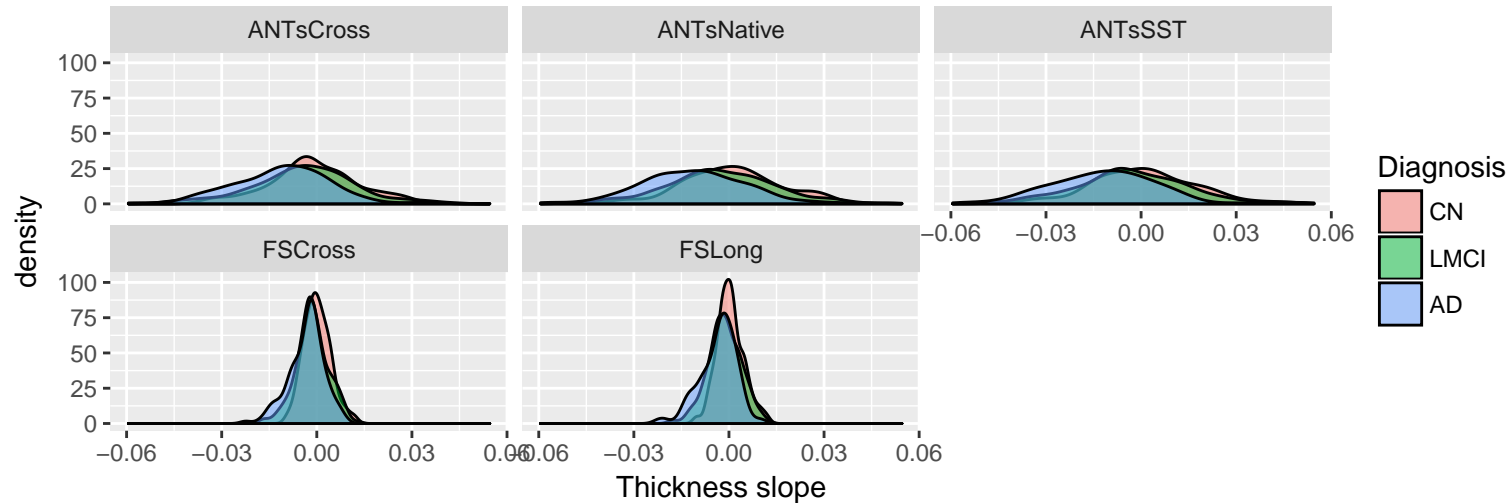 ANTsCross ANTsNative ANTsSST
100
75
50
25
0
−0.06 −0.03 0.00 0.03 0.06
FSCross FSLong
100
75
50
25
0
−0.06 −0.03 0.00 0.03 0.06 −0.06 −0.03 0.00 0.03 0.06
Thickness slope
density
Diagnosis
CN
LMCI
AD